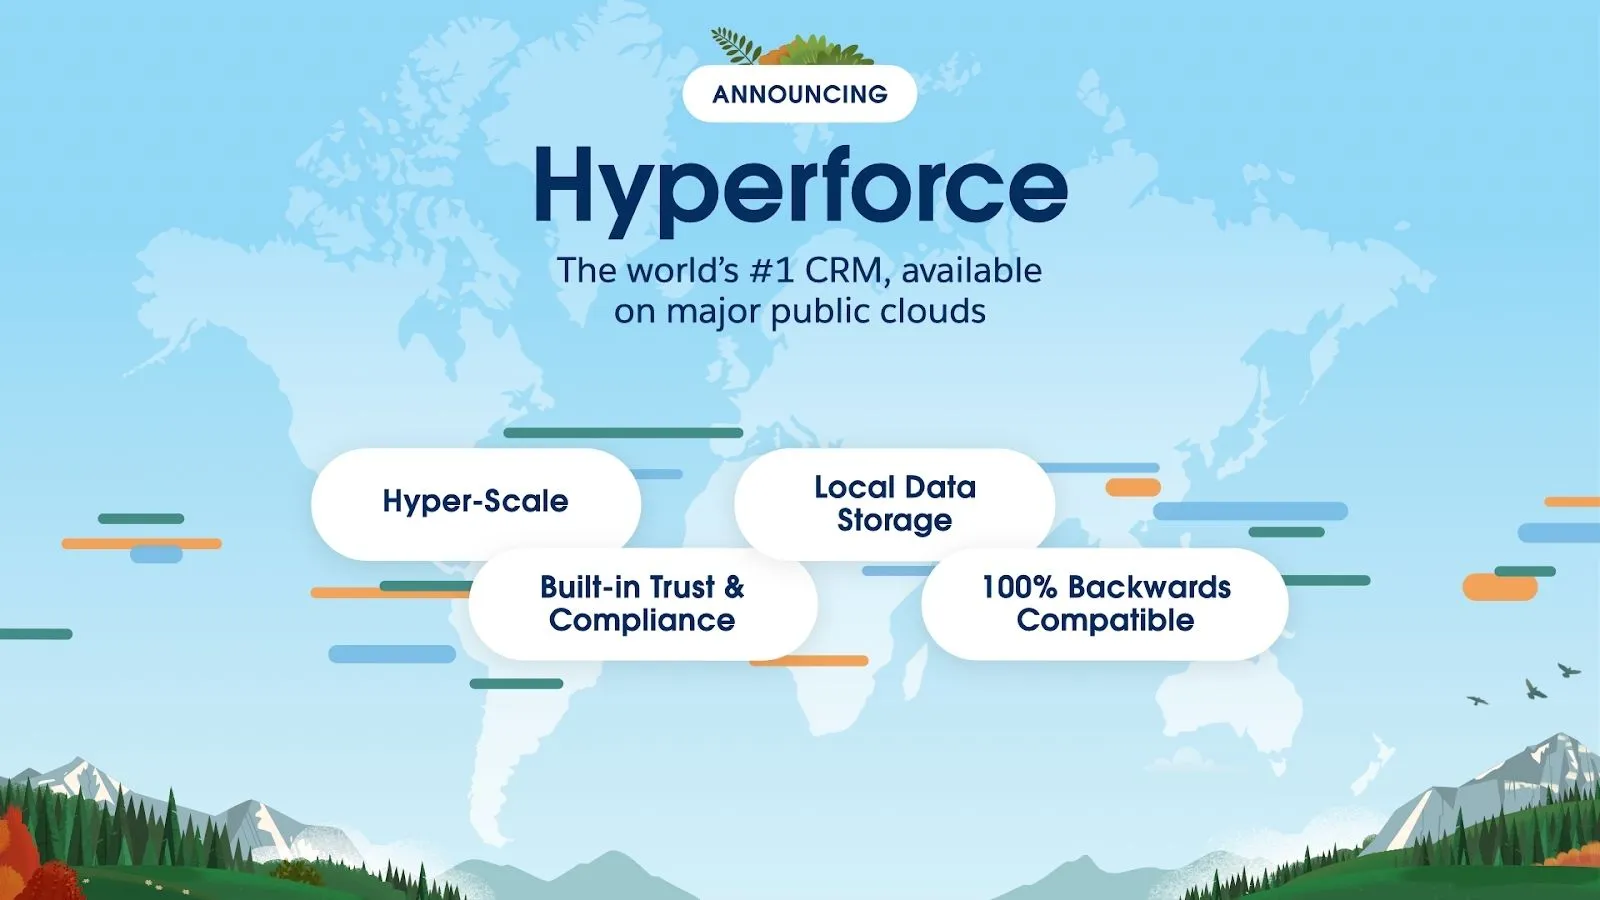 ANNOUNCING
Hyperforce
The world’s #1 CRM, available
on major public clouds
Hyper-Scale
Local Data
Storage
Built-in Trust &
Compliance
100% Backwards
Compatible